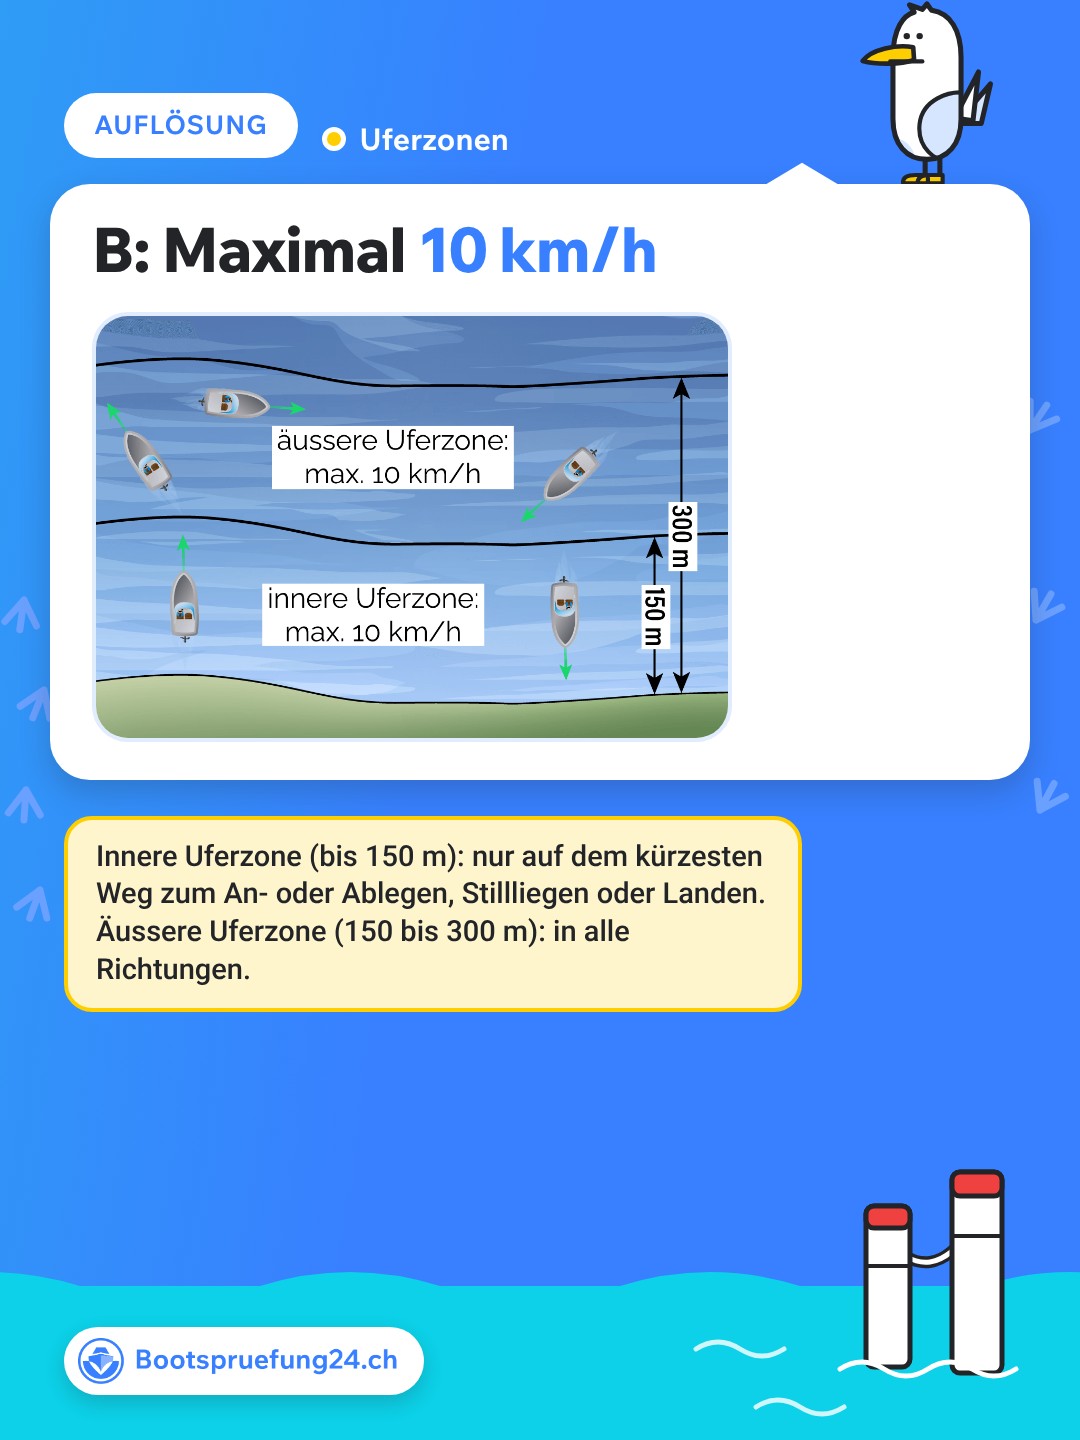 AUFLÖSUNG
Uferzonen
B: Maximal 10 km/h
äussere Uferzone:
max. 10 km/h
300 m
innere Uferzone:
max. 10 km/h
150 m
Innere Uferzone (bis 150 m): nur auf dem kürzesten
Weg zum An- oder Ablegen, Stillliegen oder Landen.
Äussere Uferzone (150 bis 300 m): in alle
Richtungen.
Bootspruefung24.ch